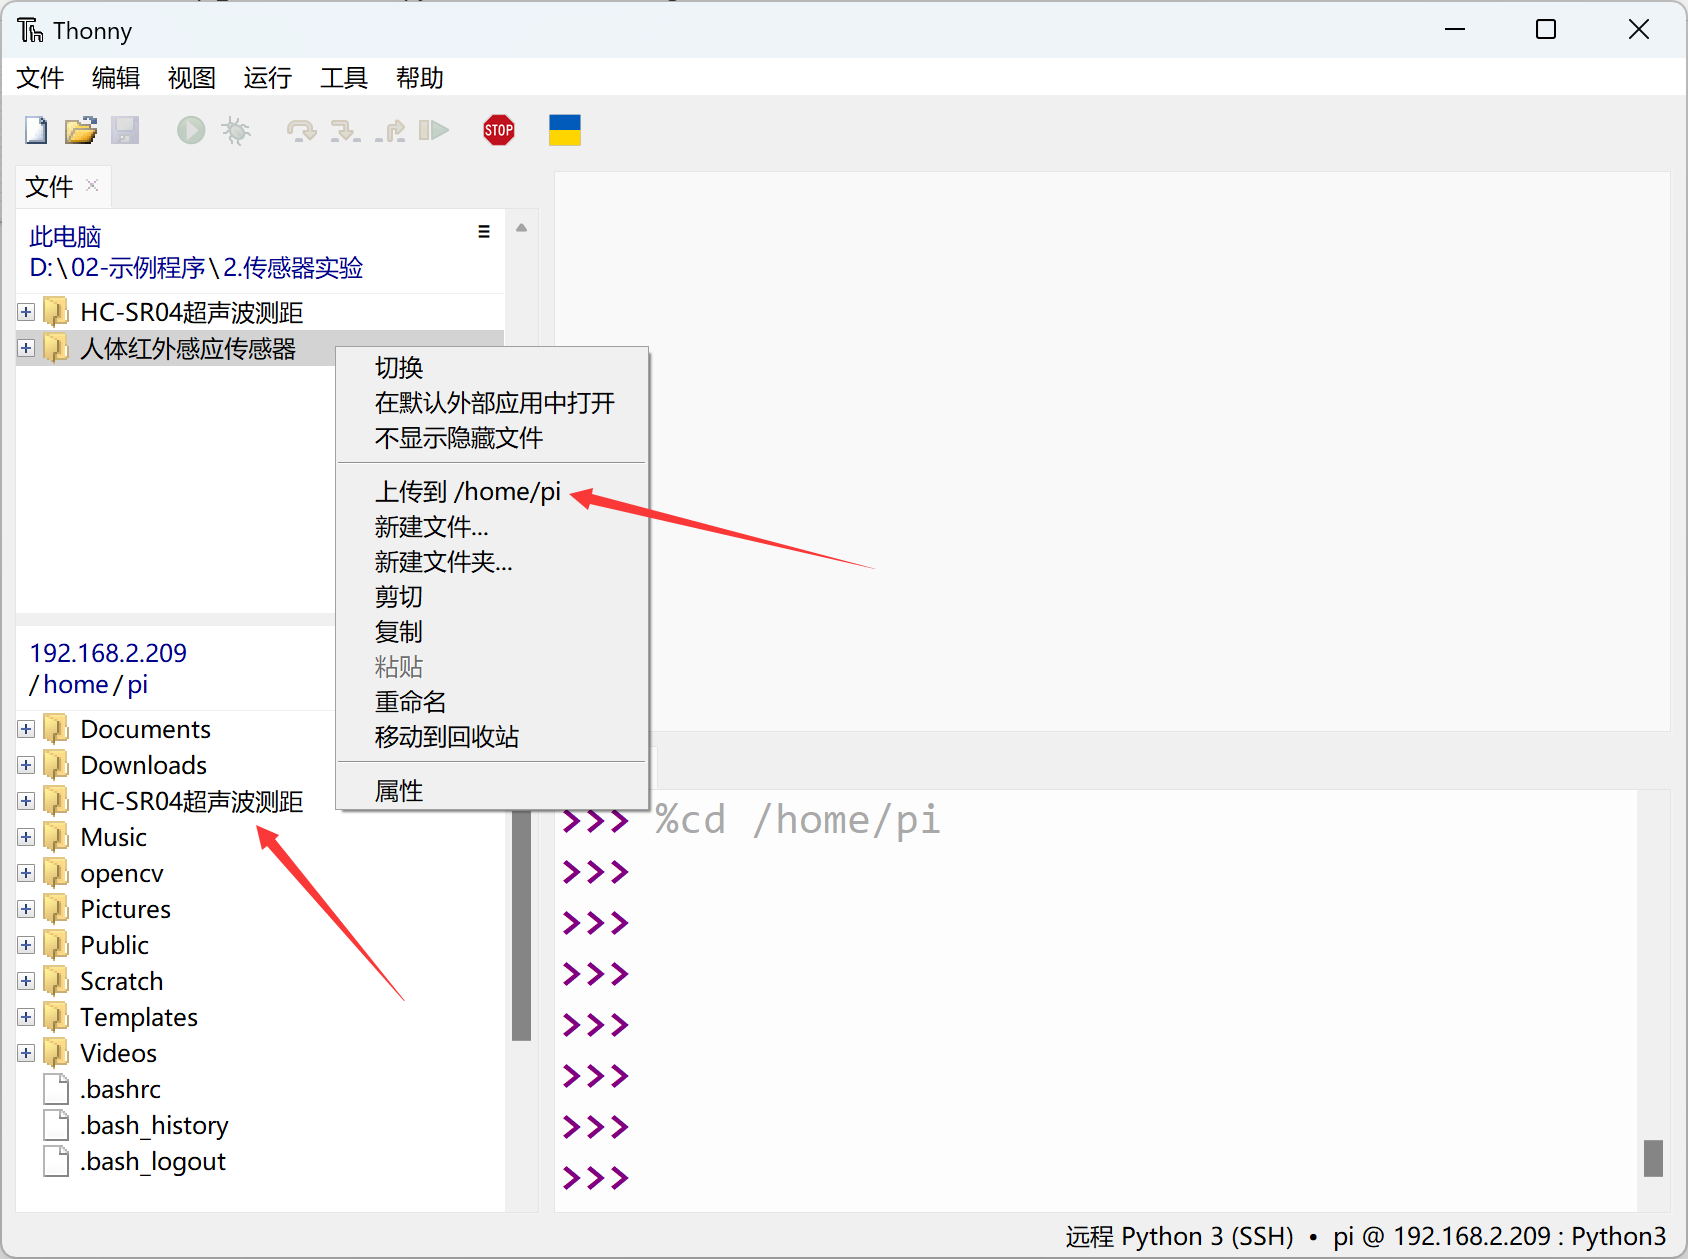 Thonny
文件 编辑 视图 运行 工具 帮助
STOP
文件
此电脑
D:\02-示例程序\2.传感器实验
HC-SR04超声波测距
人体红外感应传感器
切换
在默认外部应用中打开
不显示隐藏文件
上传到 /home/pi
新建文件...
新建文件夹...
剪切
复制
粘贴
重命名
移动到回收站
属性
192.168.2.209
/home/pi
Documents
Downloads
HC-SR04超声波测距
Music
opencv
Pictures
Public
Scratch
Templates
Videos
.bashrc
.bash_history
.bash_logout
>>> %cd /home/pi
>>>
>>>
>>>
>>>
>>>
>>>
>>>
远程 Python 3 (SSH) • pi @ 192.168.2.209 : Python3